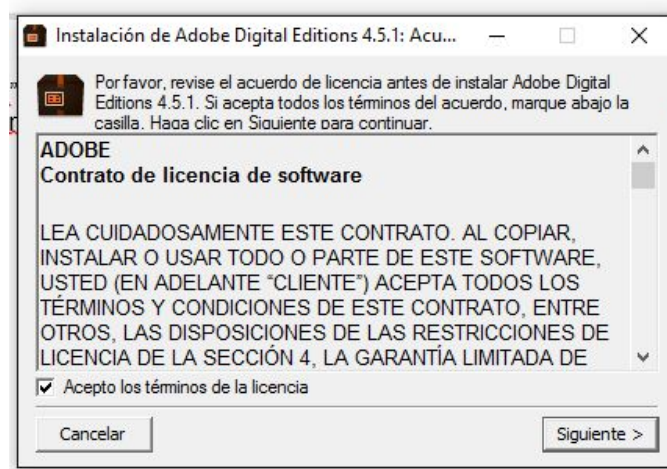 Instalación de Adobe Digital Editions 4.5.1: Acu...
Por favor, revise el acuerdo de licencia antes de instalar Adobe Digital
Editions 4.5.1. Si acepta todos los términos del acuerdo, marque abajo la
casilla. Haga clic en Siguiente para continuar.
ADOBE
Contrato de licencia de software
LEA CUIDADOSAMENTE ESTE CONTRATO. AL COPIAR,
INSTALAR O USAR TODO O PARTE DE ESTE SOFTWARE,
USTED (EN ADELANTE “CLIENTE”) ACEPTA TODOS LOS
TÉRMINOS Y CONDICIONES DE ESTE CONTRATO, ENTRE
OTROS, LAS DISPOSICIONES DE LAS RESTRICCIONES DE
LICENCIA DE LA SECCIÓN 4, LA GARANTÍA LIMITADA DE
Acepto los términos de la licencia
Cancelar
Siguiente >